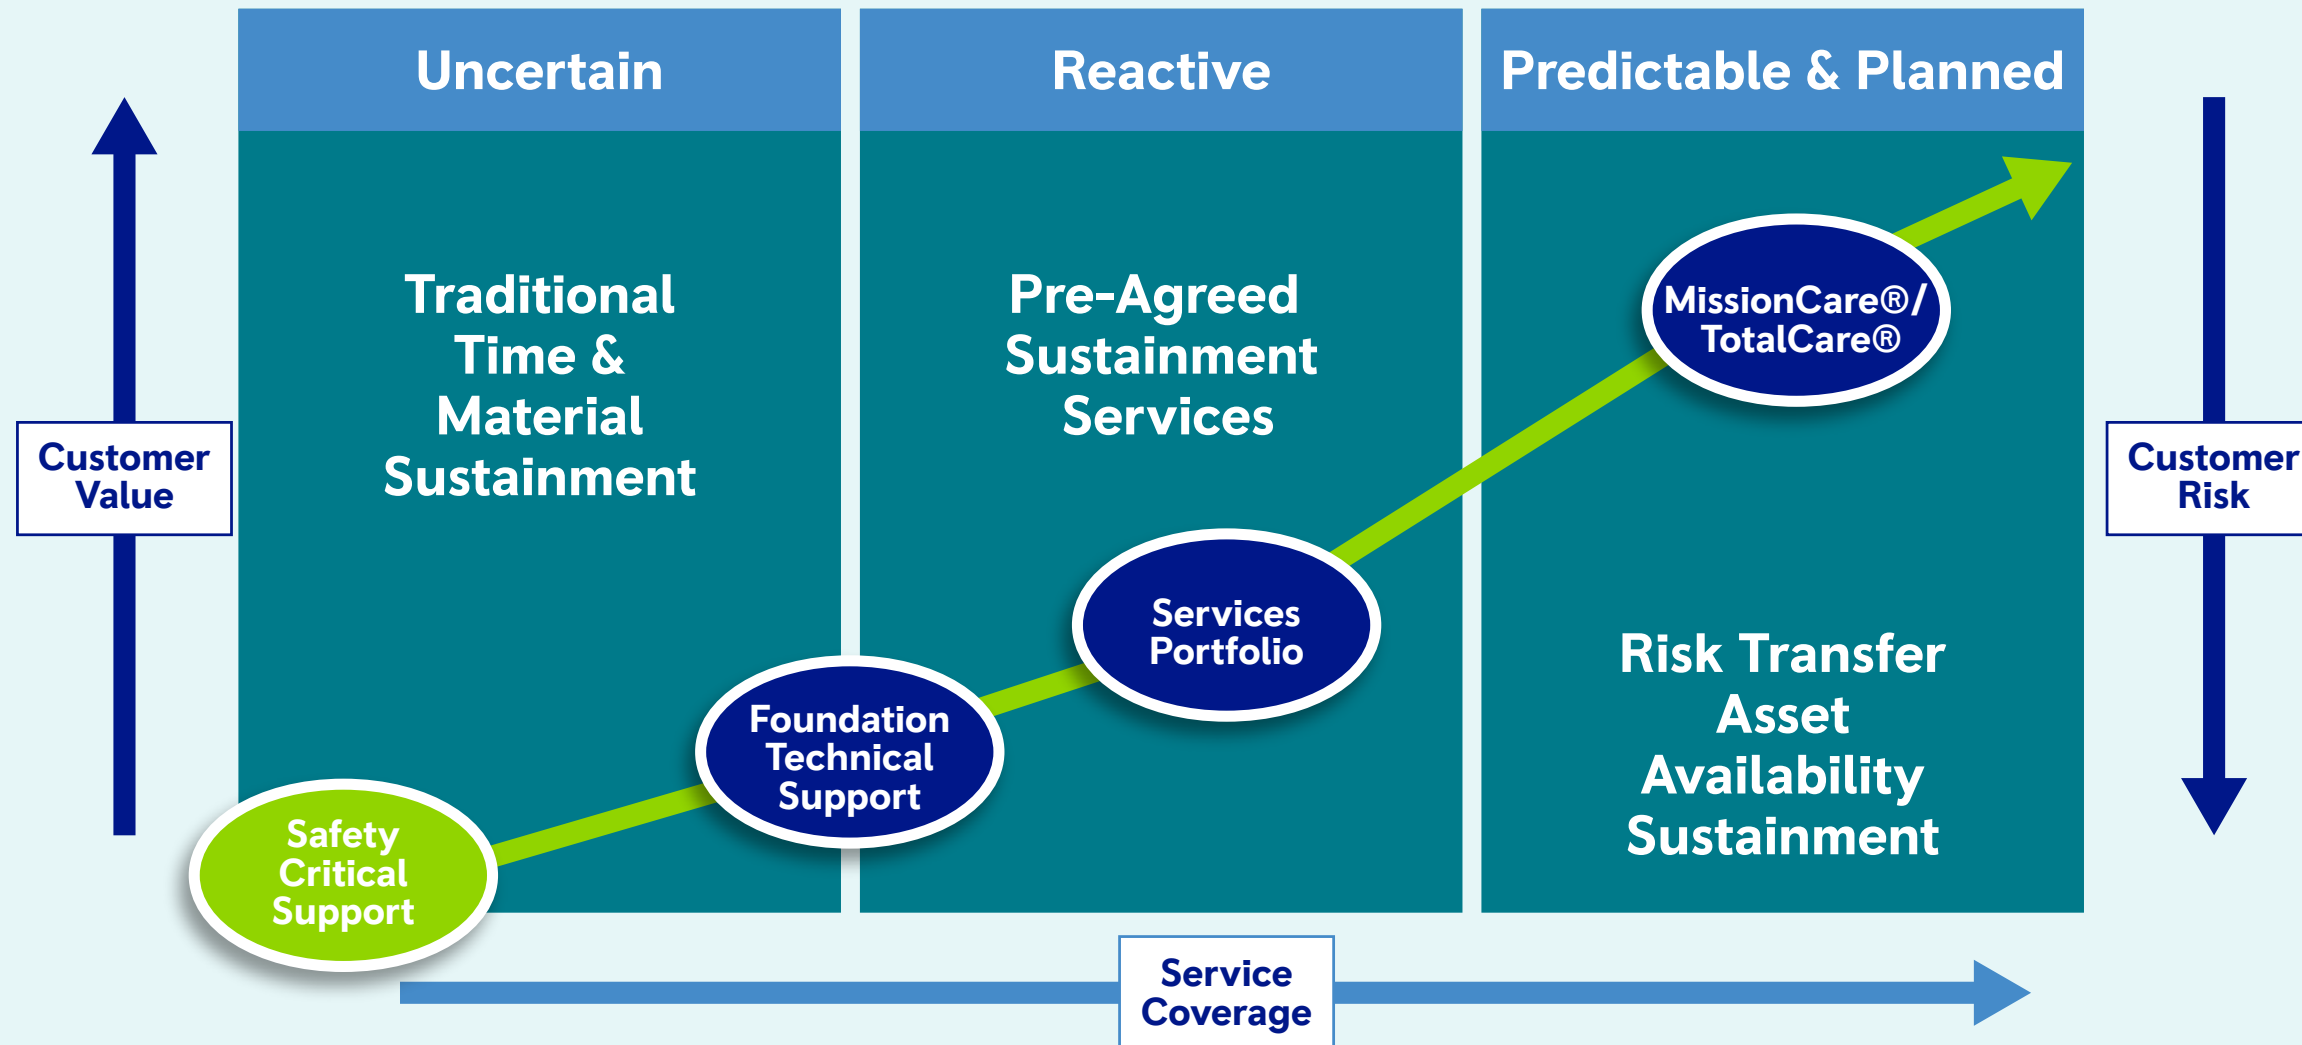 Uncertain
Reactive
Predictable & Planned
Traditional
Time &
Material
Sustainment
Pre-Agreed
Sustainment
Services
MissionCare®/
TotalCare®
Customer
Value
Customer
Risk
Services
Portfolio
Risk Transfer
Asset
Availability
Sustainment
Foundation
Technical
Support
Safety
Critical
Support
Service
Coverage